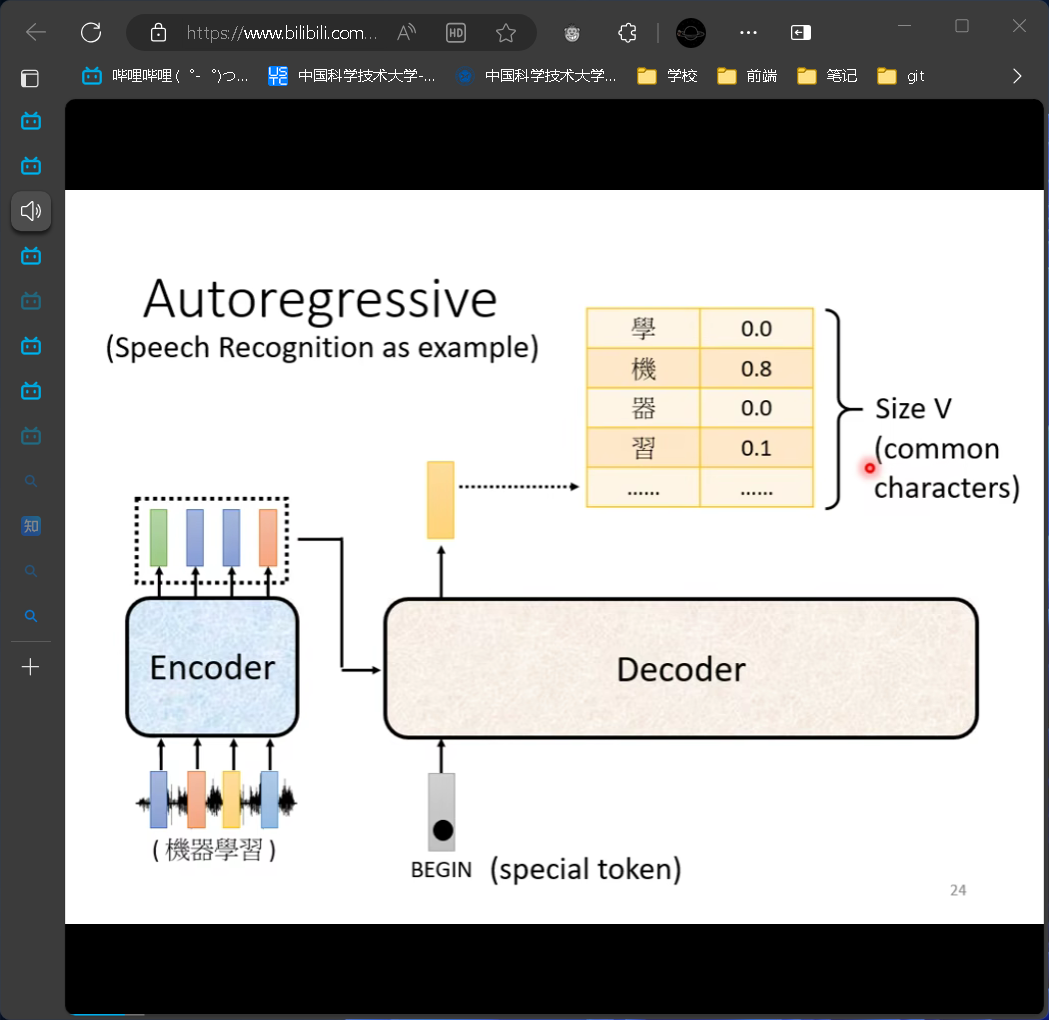 https://www.bilibili.com...
HD
哔哩哔哩 (゜-゜)つ...
中国科学技术大学-...
中国科学技术大学...
学校
前端
笔记
git
知
Autoregressive
(Speech Recognition as example)
學 0.0
機 0.8
器 0.0
習 0.1
...... ......
Size V
(common
characters)
Encoder
Decoder
(機器學習)
BEGIN (special token)
24